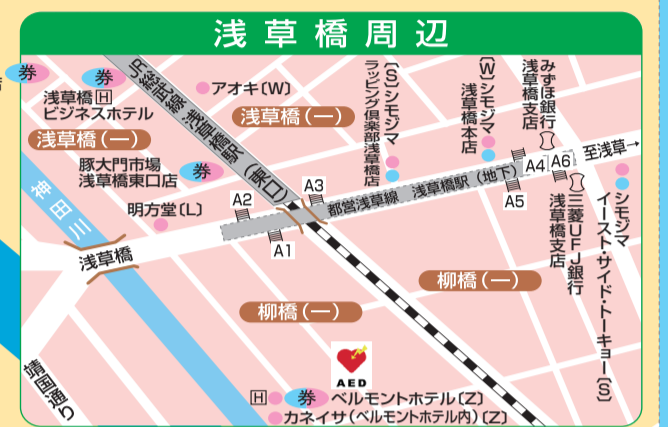 浅草橋周辺
券
券
浅草橋H
ビジネスホテル
浅草橋(一)
JR総武線 浅草橋駅(東口)
アオキ〔W〕
浅草橋(一)
〔S〕シモジマ
ラッピング倶楽部浅草橋店
〔W〕シモジマ
浅草橋本店
みずほ銀行
浅草橋支店
至浅草→
豚大門市場
浅草橋東口店
券
明方堂〔L〕
神田川
浅草橋
A2
A3
A1
都営浅草線 浅草橋駅(地下)
A4
A6
A5
三菱UFJ銀行
浅草橋支店
シモジマ
イースト・サイド・トーキョー〔S〕
柳橋(一)
柳橋(一)
靖国通り
AED
H 券 ベルモントホテル〔Z〕
カネイサ(ベルモントホテル内)〔Z〕